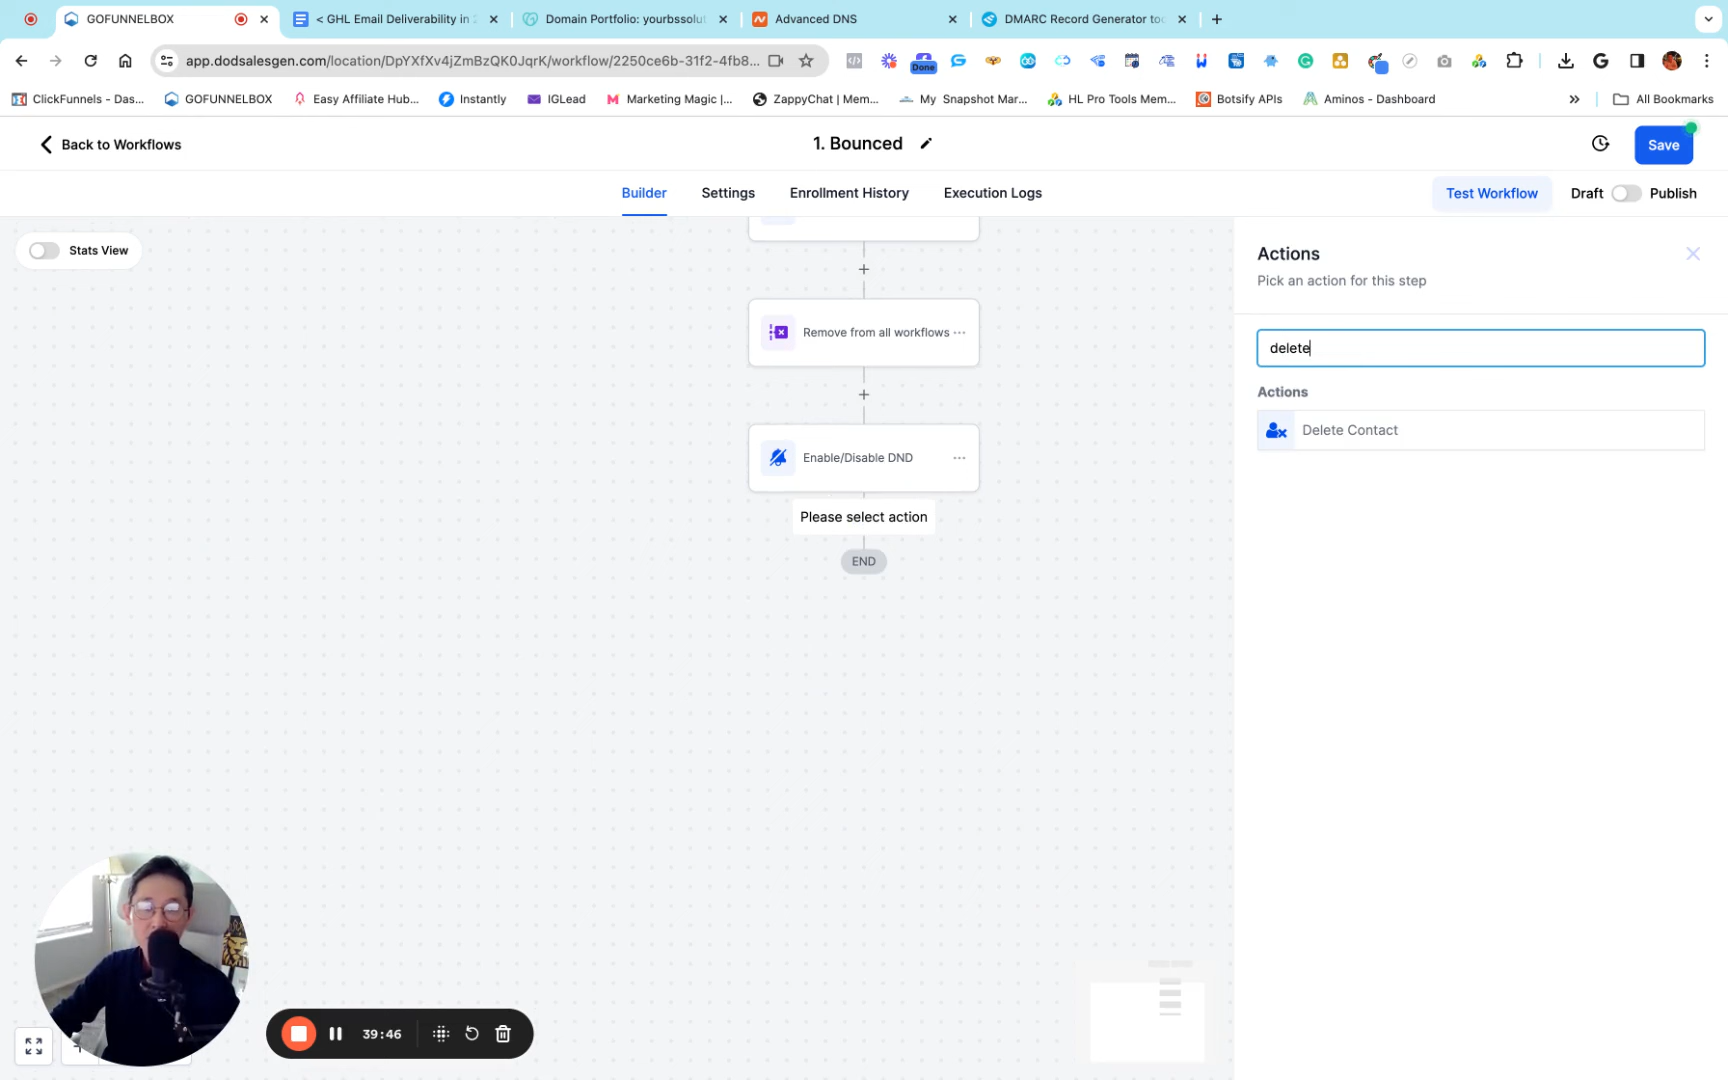 GOFUNNELBOX
< GHL Email Deliverability in 2
Domain Portfolio: yourbssolut
Advanced DNS
DMARC Record Generator too
app.dodsalesgen.com/location/DpYXfXv4jZmBzQK0JqrK/workflow/2250ce6b-31f2-4fb8...
Done
ClickFunnels - Das...
GOFUNNELBOX
Easy Affiliate Hub...
Instantly
IGLead
Marketing Magic |...
ZappyChat | Mem...
My Snapshot Mar...
HL Pro Tools Mem...
Botsify APIs
Aminos - Dashboard
All Bookmarks
Back to Workflows
1. Bounced
Save
Builder
Settings
Enrollment History
Execution Logs
Test Workflow
Draft
Publish
Stats View
Actions
Pick an action for this step
Remove from all workflows
delete
Actions
Delete Contact
Enable/Disable DND
Please select action
END
39:46